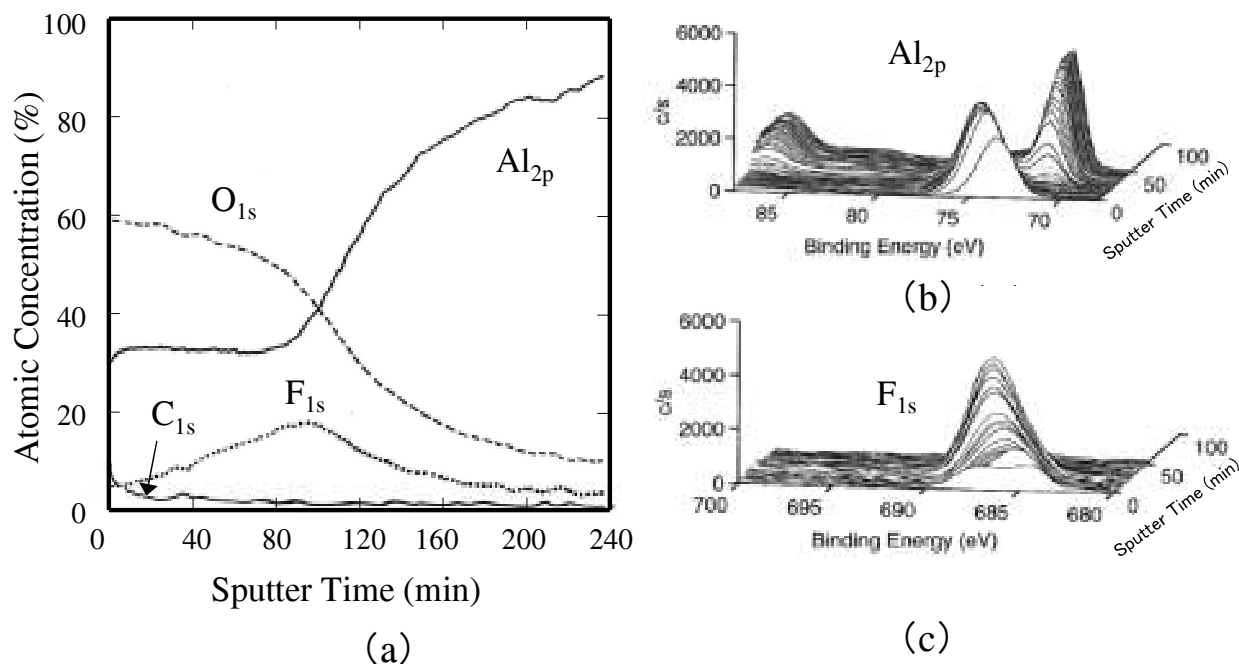 100
80
60
40
20
0
Atomic Concentration (%)
O1s
Al2p
C1s
F1s
0 40 80 120 160 200 240
Sputter Time (min)
(a)
6000
4000
2000
0
c/s
Al2p
85 80 75 70
Binding Energy (eV)
0 50 100
Sputter Time (min)
(b)
6000
4000
2000
0
c/s
F1s
700 695 690 685 680
Binding Energy (eV)
0 50 100
Sputter Time (min)
(c)